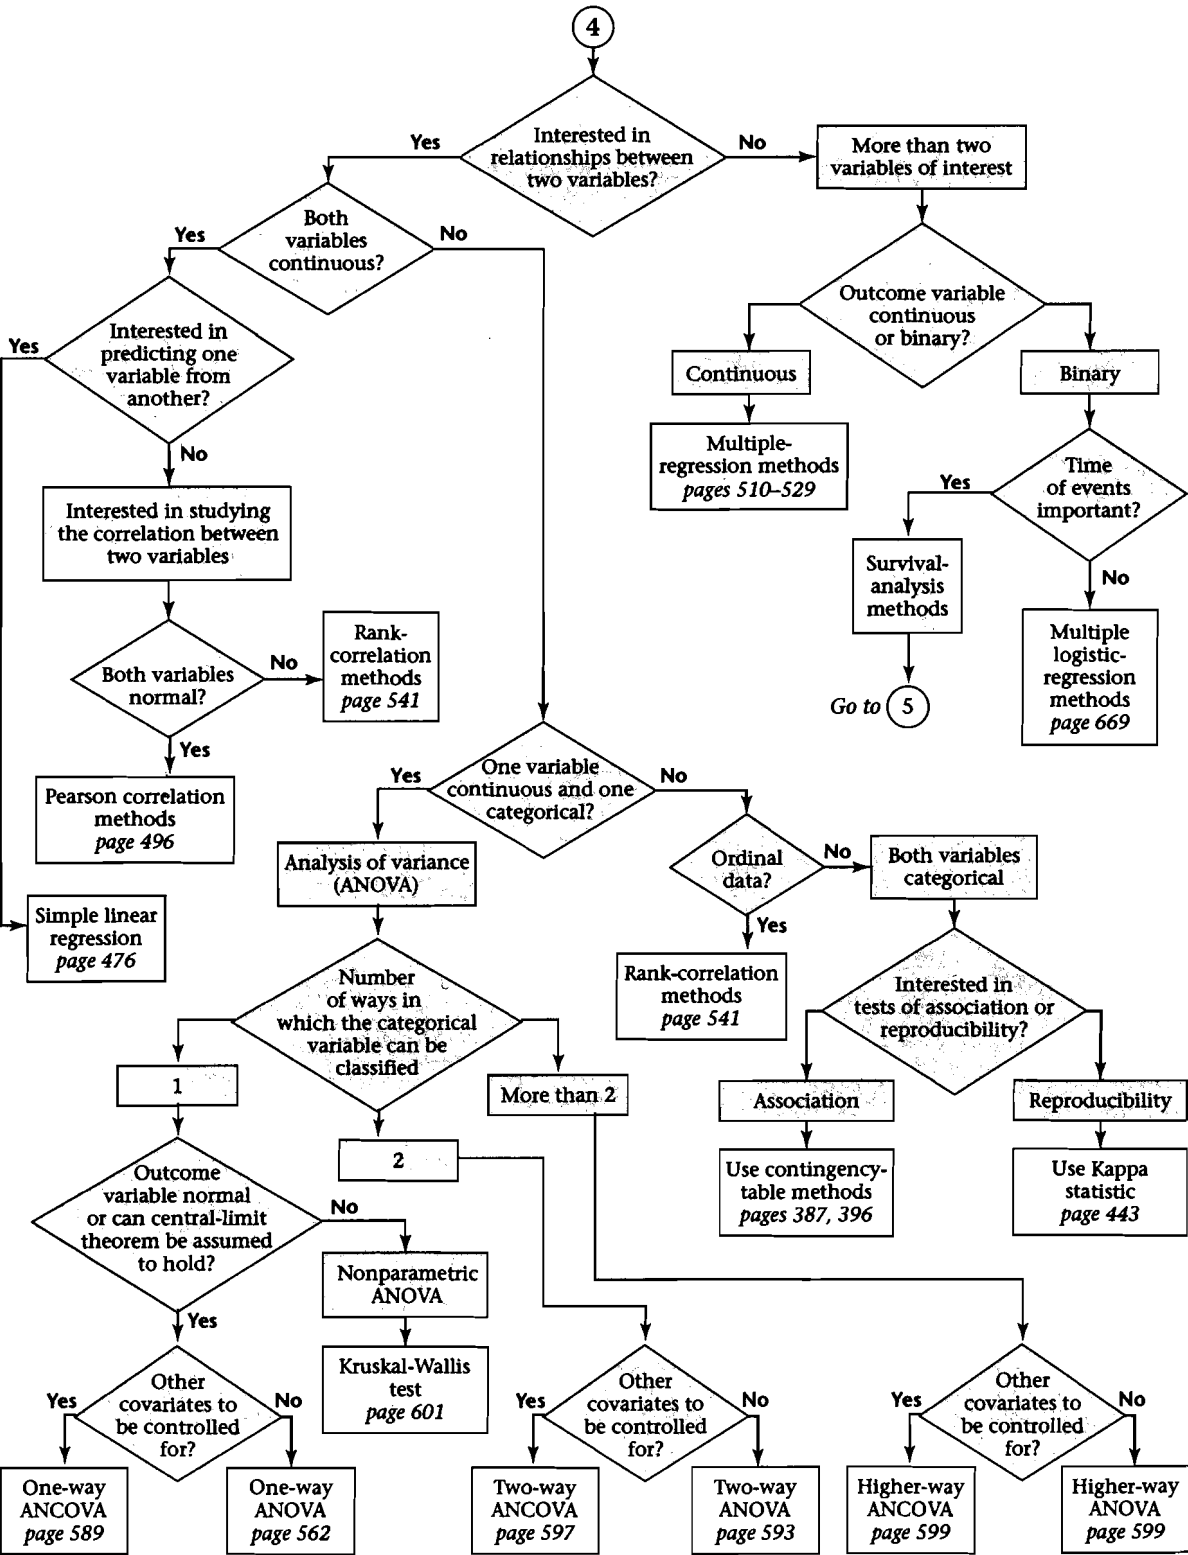 4
Interested in
relationships between
two variables?
Yes
No
More than two
variables of interest
Both
variables
continuous?
Yes
No
Outcome variable
continuous
or binary?
Interested in
predicting one
variable from
another?
Yes
No
Continuous
Binary
Multiple-
regression methods
pages 510–529
Time
of events
important?
Yes
No
Interested in studying
the correlation between
two variables
Survival-
analysis
methods
Go to 5
Multiple
logistic-
regression
methods
page 669
Both variables
normal?
No
Yes
Rank-
correlation
methods
page 541
Pearson correlation
methods
page 496
Simple linear
regression
page 476
One variable
continuous and one
categorical?
Yes
No
Analysis of variance
(ANOVA)
Ordinal
data?
No
Yes
Both variables
categorical
Rank-correlation
methods
page 541
Interested in
tests of association or
reproducibility?
Number
of ways in
which the categorical
variable can be
classified
1
2
More than 2
Association
Reproducibility
Use contingency-
table methods
pages 387, 396
Use Kappa
statistic
page 443
Outcome
variable normal
or can central-limit
theorem be assumed
to hold?
No
Yes
Nonparametric
ANOVA
Kruskal-Wallis
test
page 601
Other
covariates to
be controlled
for?
Yes
No
One-way
ANCOVA
page 589
One-way
ANOVA
page 562
Other
covariates to
be controlled
for?
Yes
No
Two-way
ANCOVA
page 597
Two-way
ANOVA
page 593
Other
covariates to
be controlled
for?
Yes
No
Higher-way
ANCOVA
page 599
Higher-way
ANOVA
page 599